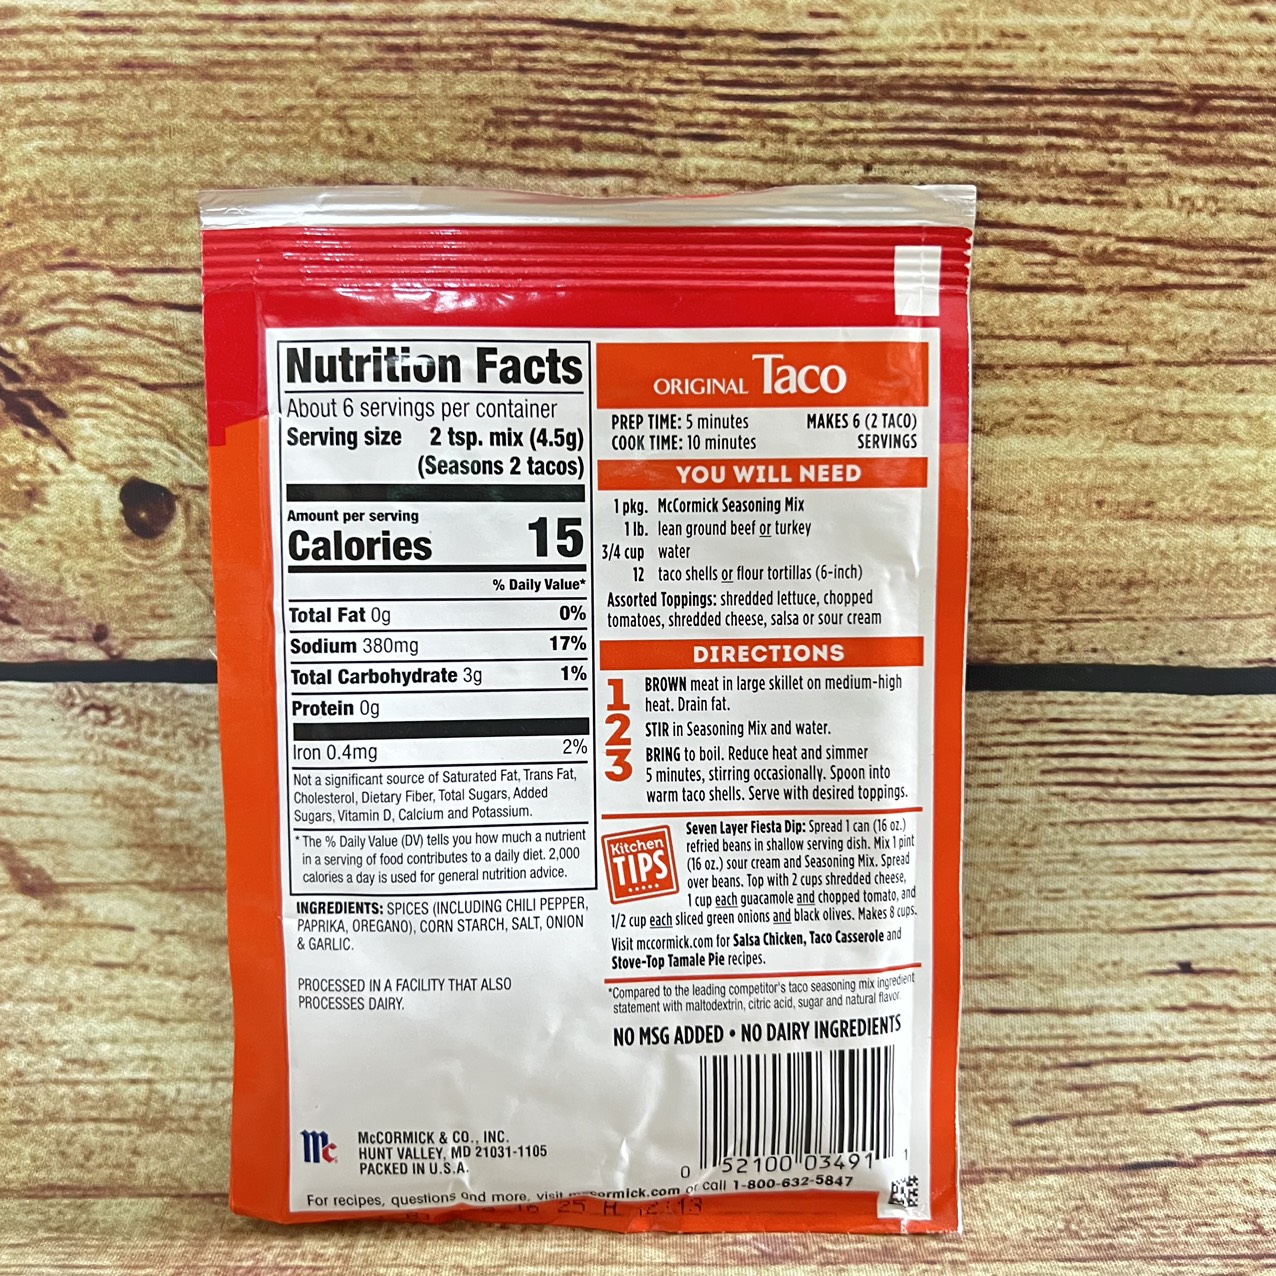 Nutrition Facts
About 6 servings per container
Serving size 2 tsp. mix (4.5g)
(Seasons 2 tacos)
Amount per serving
Calories 15
% Daily Value*
Total Fat 0g 0%
Sodium 380mg 17%
Total Carbohydrate 3g 1%
Protein 0g
Iron 0.4mg 2%
Not a significant source of Saturated Fat, Trans Fat,
Cholesterol, Dietary Fiber, Total Sugars, Added
Sugars, Vitamin D, Calcium and Potassium.
*The % Daily Value (DV) tells you how much a nutrient
in a serving of food contributes to a daily diet. 2,000
calories a day is used for general nutrition advice.
INGREDIENTS: SPICES (INCLUDING CHILI PEPPER,
PAPRIKA, OREGANO), CORN STARCH, SALT, ONION
& GARLIC.
PROCESSED IN A FACILITY THAT ALSO
PROCESSES DAIRY.
ORIGINAL Taco
PREP TIME: 5 minutes
COOK TIME: 10 minutes
MAKES 6 (2 TACO)
SERVINGS
YOU WILL NEED
1 pkg. McCormick Seasoning Mix
1 lb. lean ground beef or turkey
3/4 cup water
12 taco shells or flour tortillas (6-inch)
Assorted Toppings: shredded lettuce, chopped
tomatoes, shredded cheese, salsa or sour cream
DIRECTIONS
1 BROWN meat in large skillet on medium-high
heat. Drain fat.
2 STIR in Seasoning Mix and water.
3 BRING to boil. Reduce heat and simmer
5 minutes, stirring occasionally. Spoon into
warm taco shells. Serve with desired toppings.
Kitchen
TIPS
Seven Layer Fiesta Dip: Spread 1 can (16 oz.)
refried beans in shallow serving dish. Mix 1 pint
(16 oz.) sour cream and Seasoning Mix. Spread
over beans. Top with 2 cups shredded cheese,
1 cup each guacamole and chopped tomato, and
1/2 cup each sliced green onions and black olives. Makes 8 cups.
Visit mccormick.com for Salsa Chicken, Taco Casserole and
Stove-Top Tamale Pie recipes.
*Compared to the leading competitor's taco seasoning mix ingredient
statement with maltodextrin, citric acid, sugar and natural flavor.
NO MSG ADDED • NO DAIRY INGREDIENTS
0 52100 03491 1
Mc
McCORMICK & CO., INC.
HUNT VALLEY, MD 21031-1105
PACKED IN U.S.A.
For recipes, questions and more, visit mccormick.com or call 1-800-632-5847
16 25 H 12:13